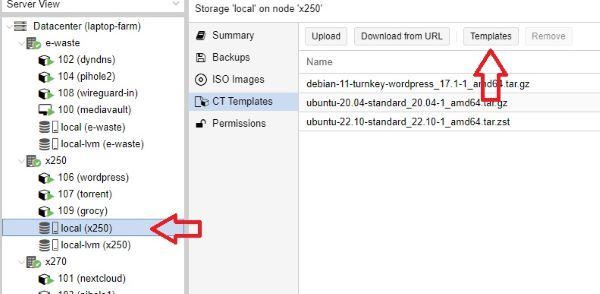 Server View
Datacenter (laptop-farm)
e-waste
102 (dyndns)
104 (pihole2)
108 (wireguard-in)
100 (mediavault)
local (e-waste)
local-lvm (e-waste)
x250
106 (wordpress)
107 (torrent)
109 (grocy)
local (x250)
local-lvm (x250)
x270
101 (nextcloud)
103 (pihole1)
Storage 'local' on node 'x250'
Summary
Backups
ISO Images
CT Templates
Permissions
Upload
Download from URL
Templates
Remove
Name
debian-11-turnkey-wordpress_17.1-1_amd64.tar.gz
ubuntu-20.04-standard_20.04-1_amd64.tar.gz
ubuntu-22.10-standard_22.10-1_amd64.tar.zst